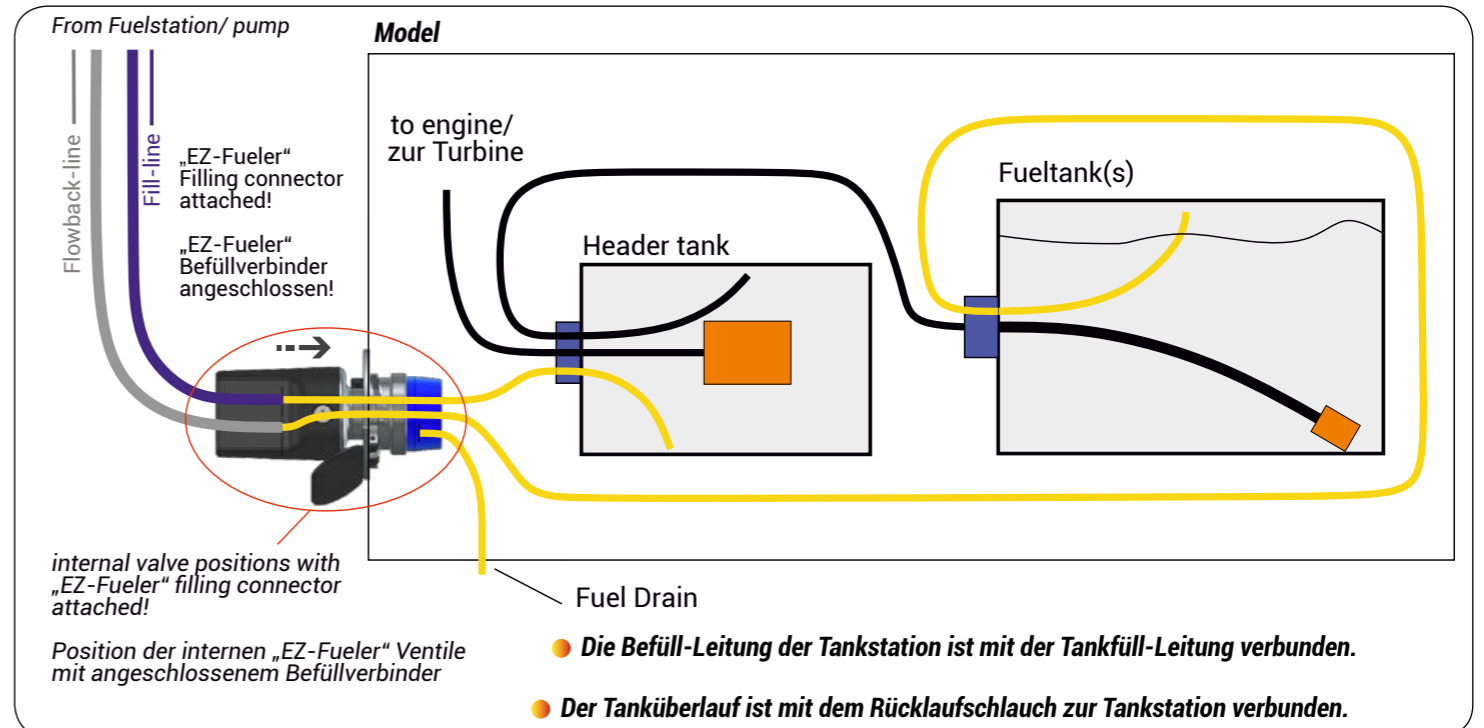 From Fuelstation/ pump
Model
Flowback-line
Fill-line
„EZ-Fueler“
Filling connector
attached!
„EZ-Fueler“
Befüllverbinder
angeschlossen!
to engine/
zur Turbine
Header tank
Fueltank(s)
internal valve positions with
„EZ-Fueler“ filling connector
attached!
Position der internen „EZ-Fueler“ Ventile
mit angeschlossenem Befüllverbinder
Fuel Drain
Die Befüll-Leitung der Tankstation ist mit der Tankfüll-Leitung verbunden.
Der Tanküberlauf ist mit dem Rücklaufschlauch zur Tankstation verbunden.